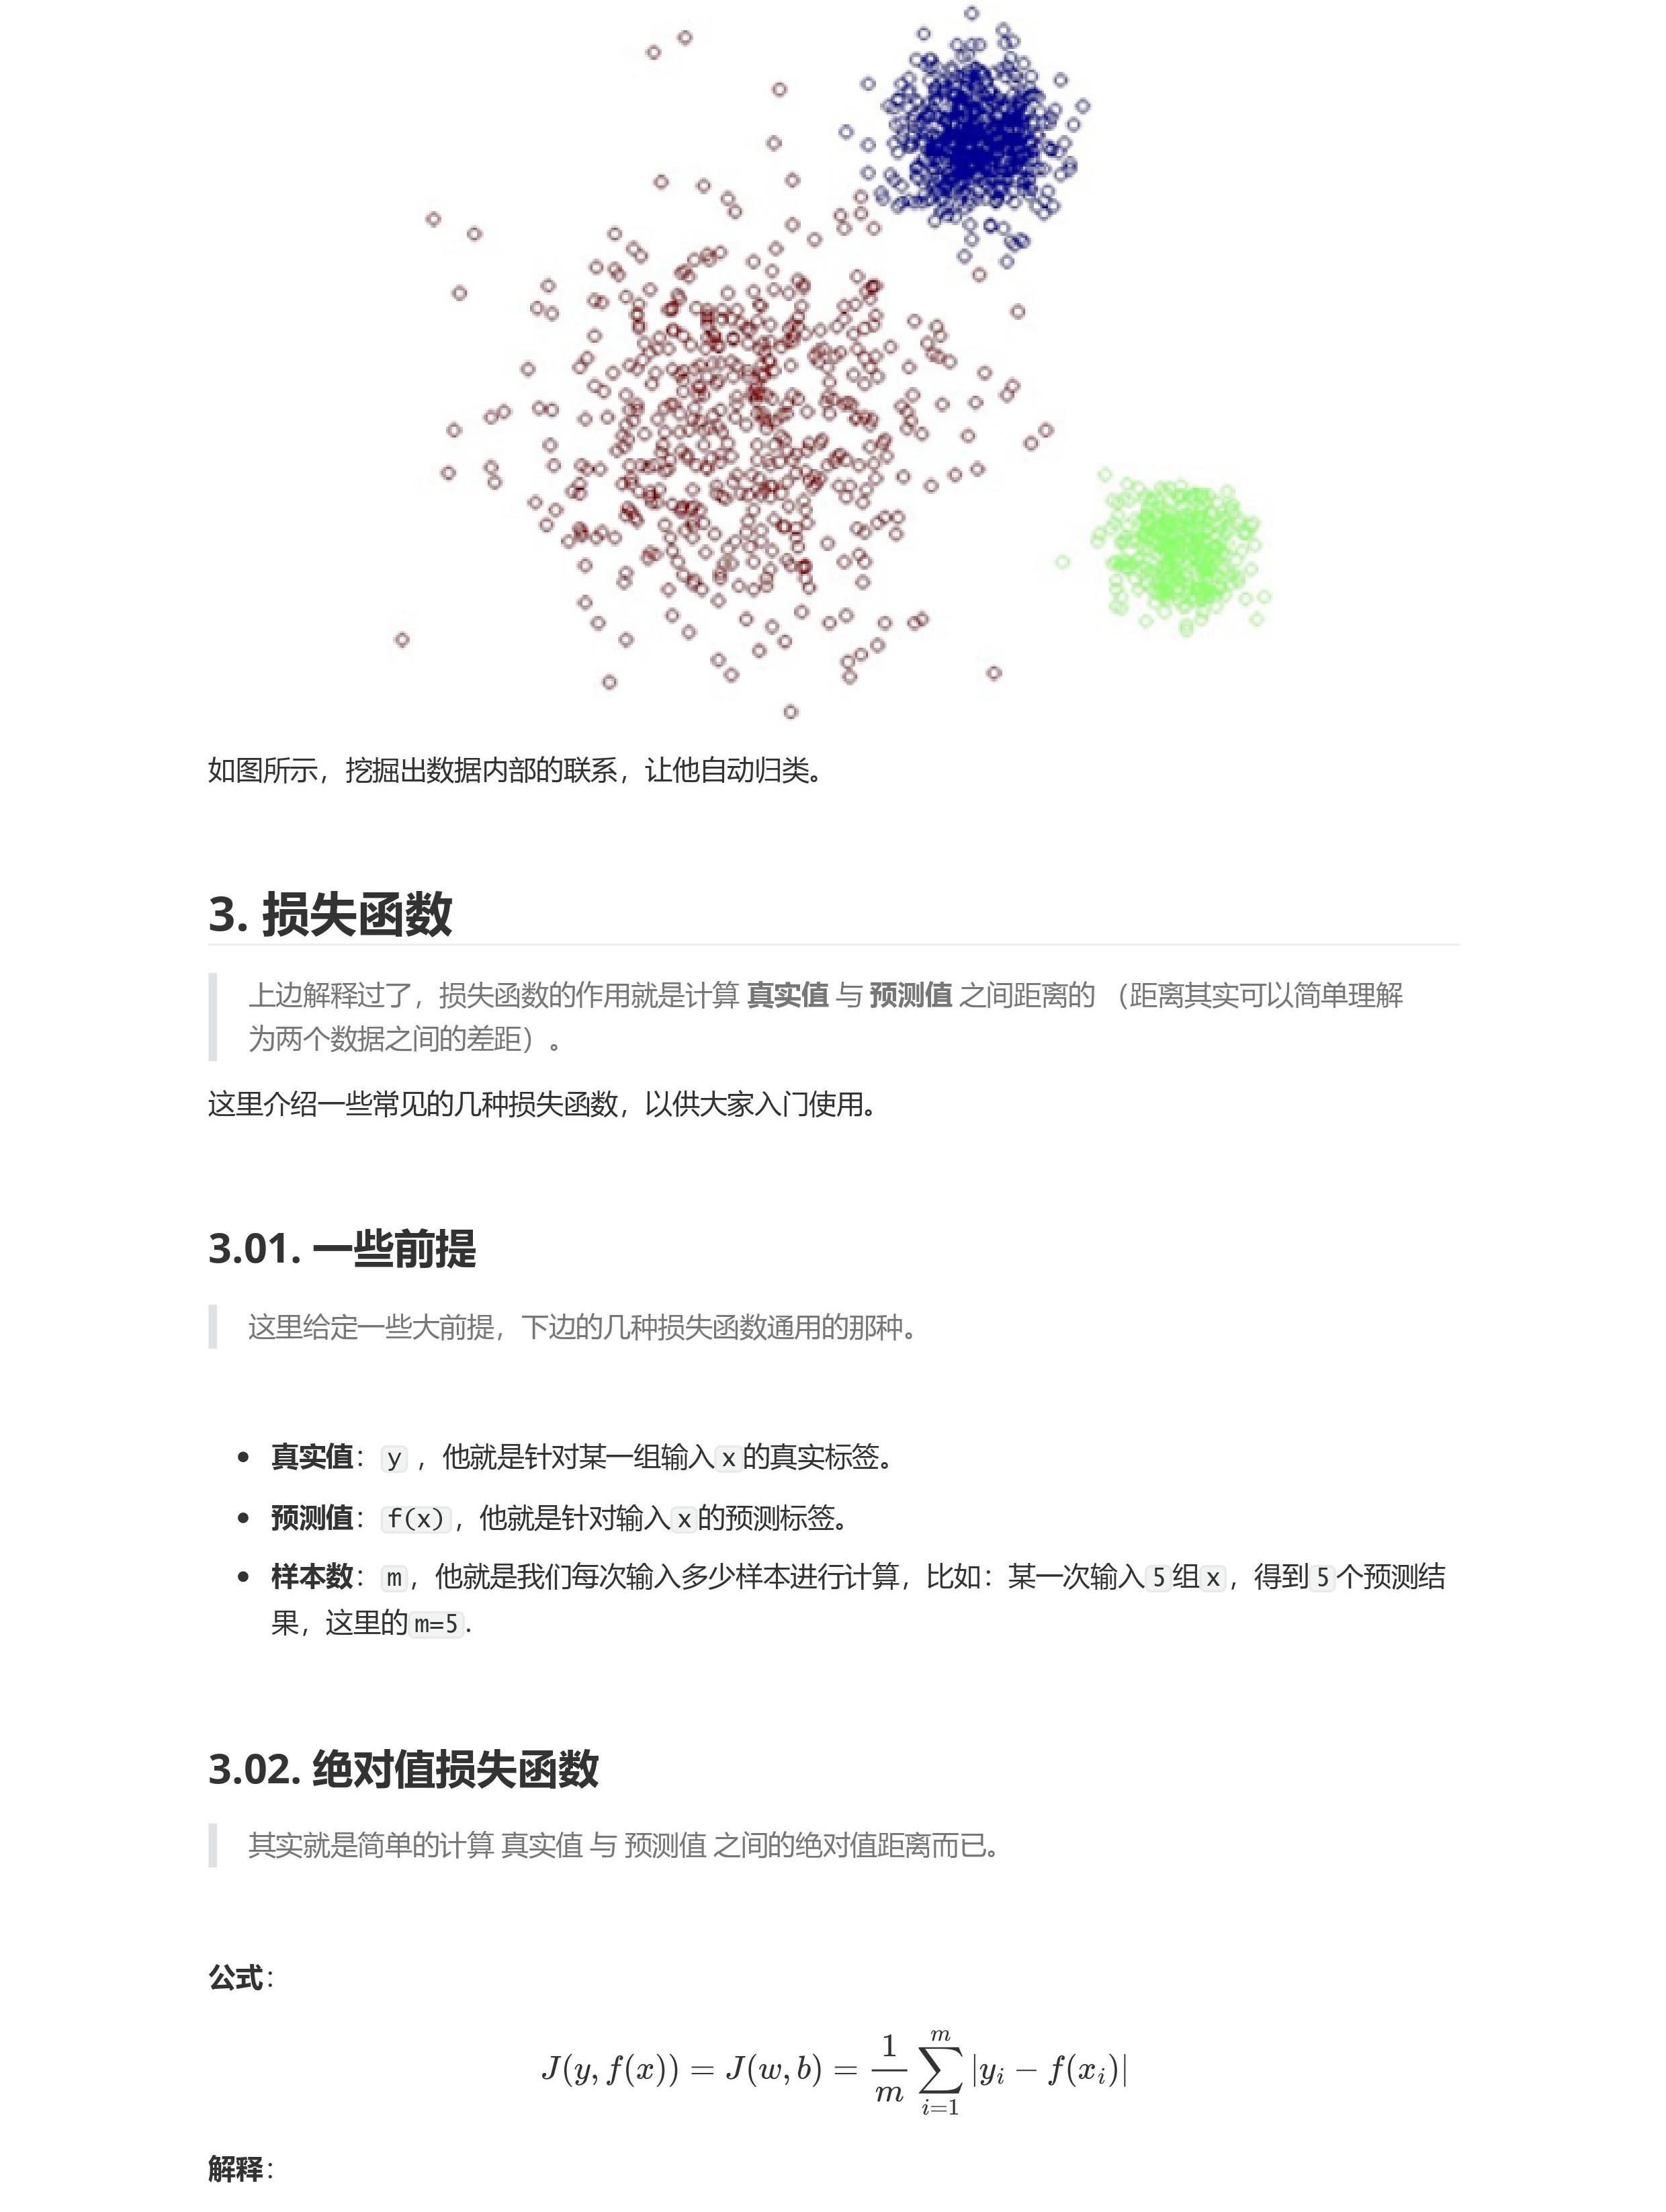 如图所示，挖掘出数据内部的联系，让他自动归类。
3. 损失函数
上边解释过了，损失函数的作用就是计算 真实值 与 预测值 之间距离的 （距离其实可以简单理解
为两个数据之间的差距）。
这里介绍一些常见的几种损失函数，以供大家入门使用。
3.01. 一些前提
这里给定一些大前提，下边的几种损失函数通用的那种。
• 真实值：y ，他就是针对某一组输入x的真实标签。
• 预测值：f(x)，他就是针对输入x的预测标签。
• 样本数：m，他就是我们每次输入多少样本进行计算，比如：某一次输入5组x，得到5个预测结
果，这里的m=5.
3.02. 绝对值损失函数
其实就是简单的计算 真实值 与 预测值 之间的绝对值距离而已。
公式：
J(y, f(x)) = J(w, b) = \frac{1}{m} \sum_{i=1}^{m} |y_i − f(x_i)|
解释：